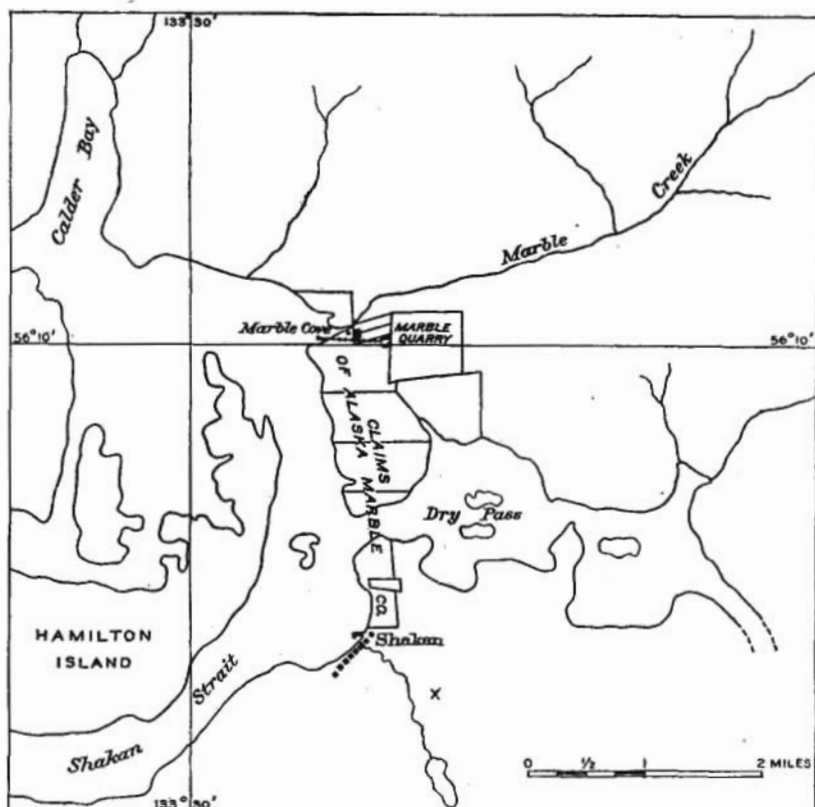 133°30'
Calder Bay
Marble Creek
Marble Cove
MARBLE
QUARRY
56°10'
56°10'
CLAIMS
OF ALASKA MARBLE CO.
Dry Pass
HAMILTON
ISLAND
Shakan
Shakan Strait
X
0 ½ 1 2 MILES
133°30'